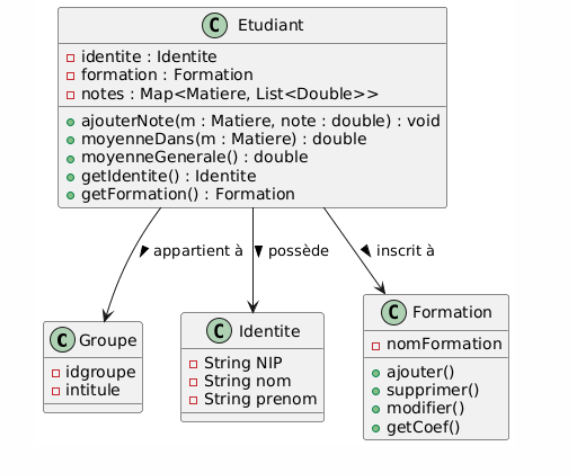 C Etudiant
identite : Identite
formation : Formation
notes : Map<Matiere, List<Double>>
ajouterNote(m : Matiere, note : double) : void
moyenneDans(m : Matiere) : double
moyenneGenerale() : double
getIdentite() : Identite
getFormation() : Formation
appartient à
possède
inscrit à
C Groupe
idgroupe
intitule
C Identite
String NIP
String nom
String prenom
C Formation
nomFormation
ajouter()
supprimer()
modifier()
getCoef()